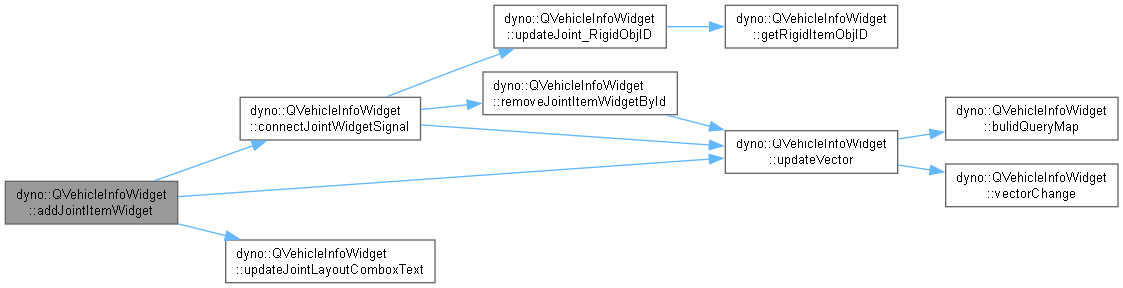 dyno::QVehicleInfoWidget
::addJointItemWidget
dyno::QVehicleInfoWidget
::connectJointWidgetSignal
dyno::QVehicleInfoWidget
::updateJoint_RigidObjID
dyno::QVehicleInfoWidget
::getRigidItemObjID
dyno::QVehicleInfoWidget
::removeJointItemWidgetById
dyno::QVehicleInfoWidget
::updateVector
dyno::QVehicleInfoWidget
::bulidQueryMap
dyno::QVehicleInfoWidget
::vectorChange
dyno::QVehicleInfoWidget
::updateJointLayoutComboxText